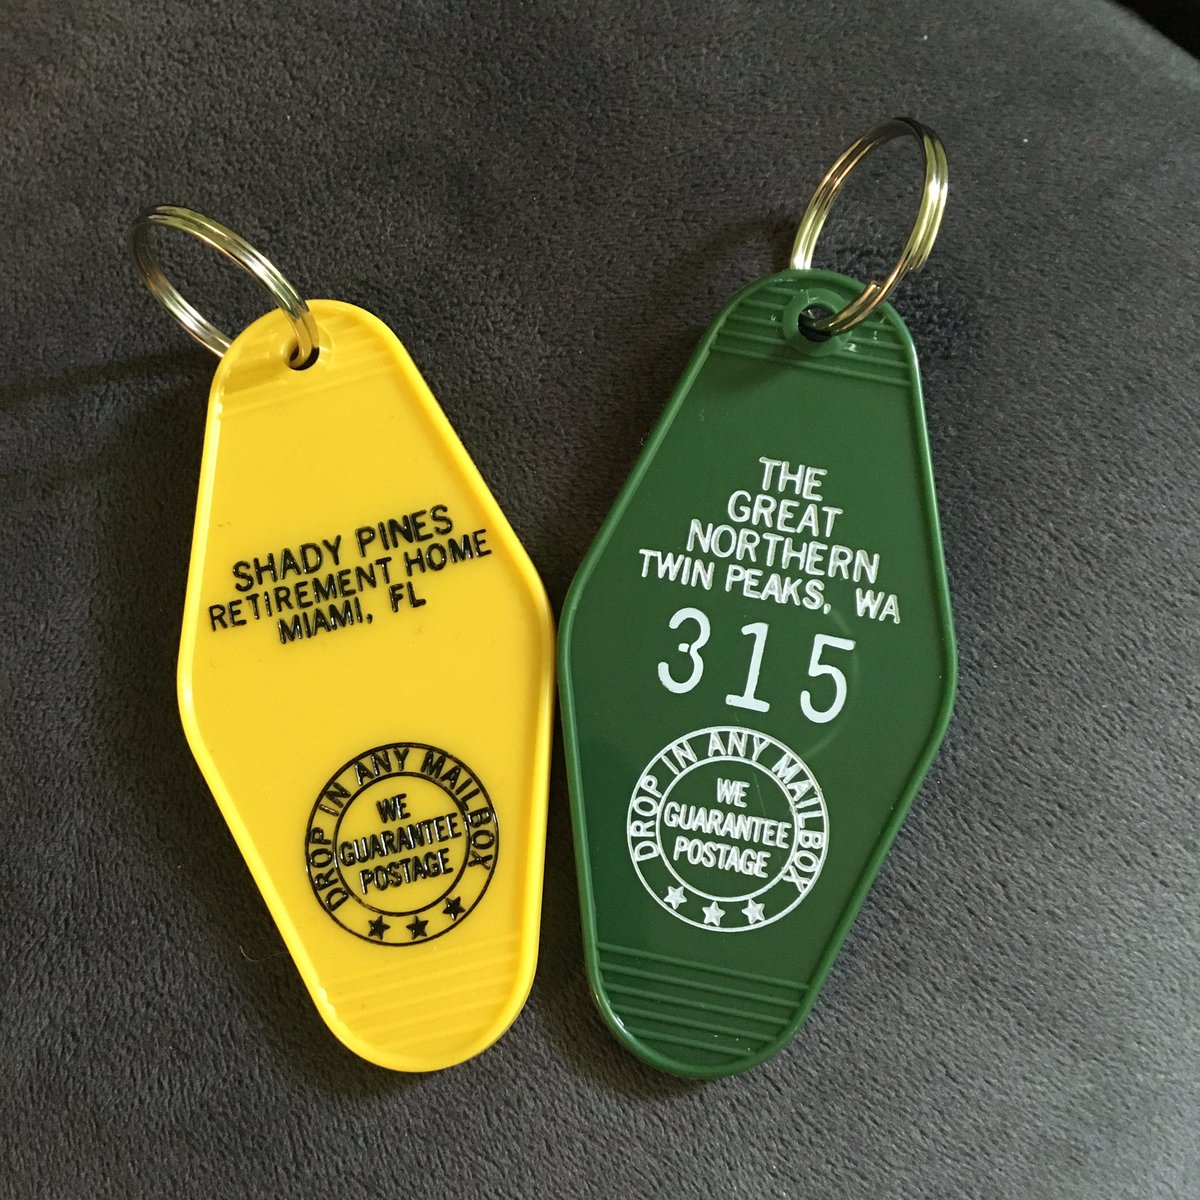 SHADY PINES
RETIREMENT HOME
MIAMI, FL
DROP IN ANY MAILBOX
WE
GUARANTEE
POSTAGE
THE
GREAT
NORTHERN
TWIN PEAKS, WA
315
DROP IN ANY MAILBOX
WE
GUARANTEE
POSTAGE